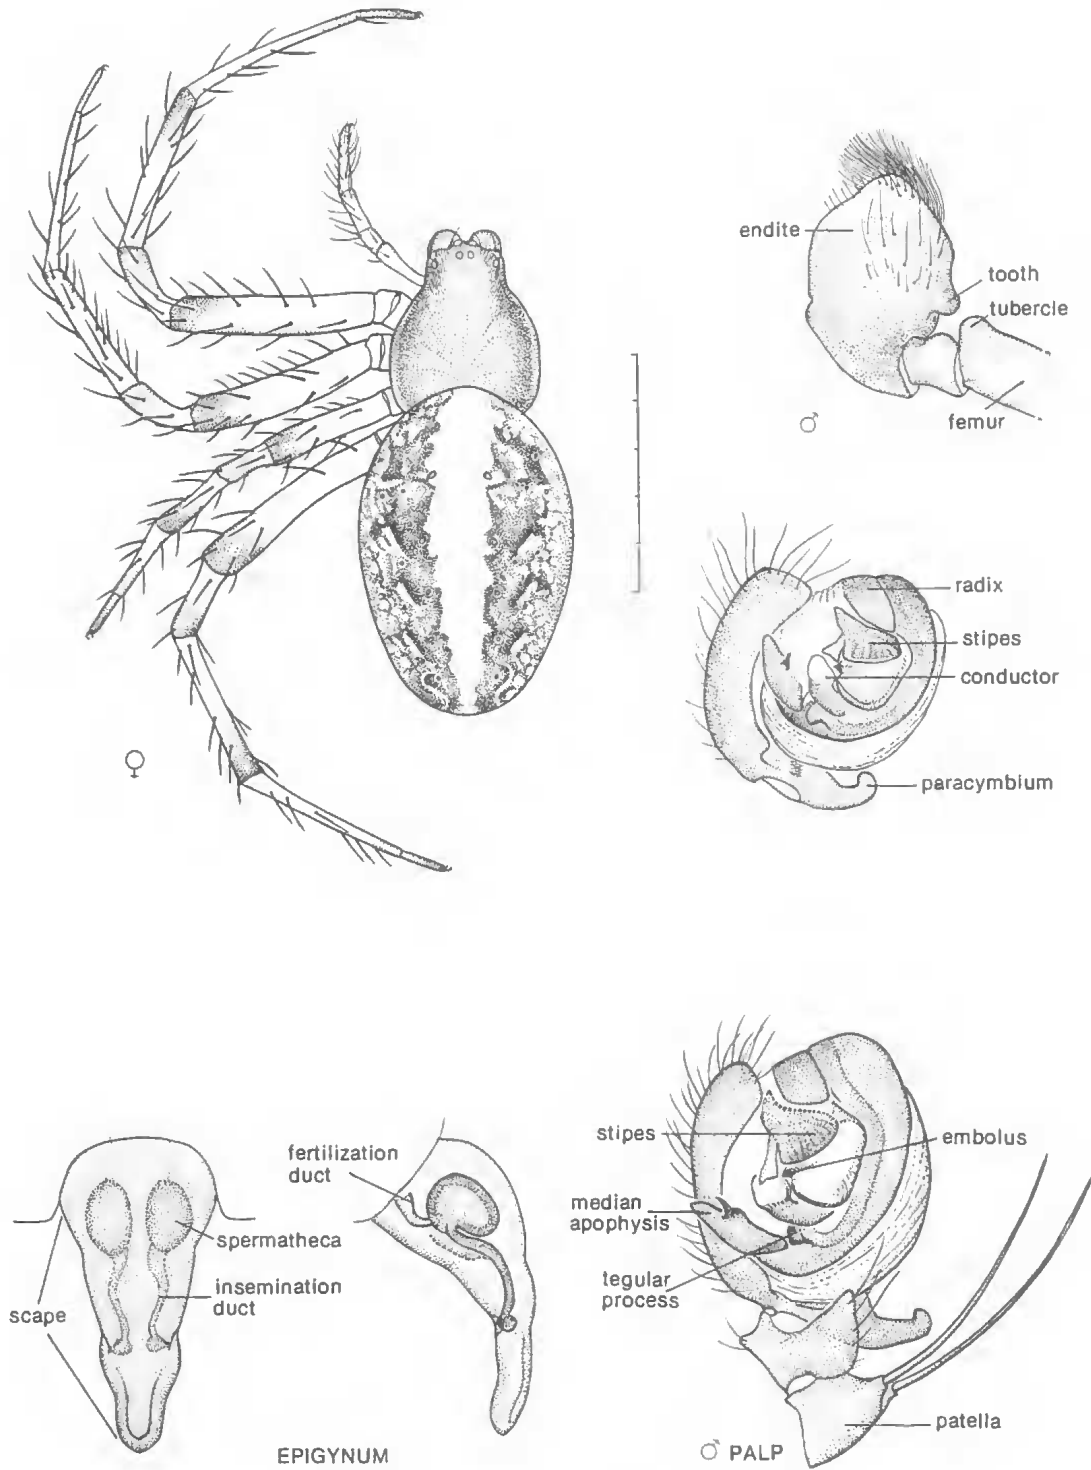 endite
tooth
tubercle
♂
femur
radix
stipes
conductor
paracymbium
♀
fertilization
duct
spermatheca
insemination
duct
scape
EPIGYNUM
stipes
embolus
median
apophysis
tegular
process
patella
♂ PALP